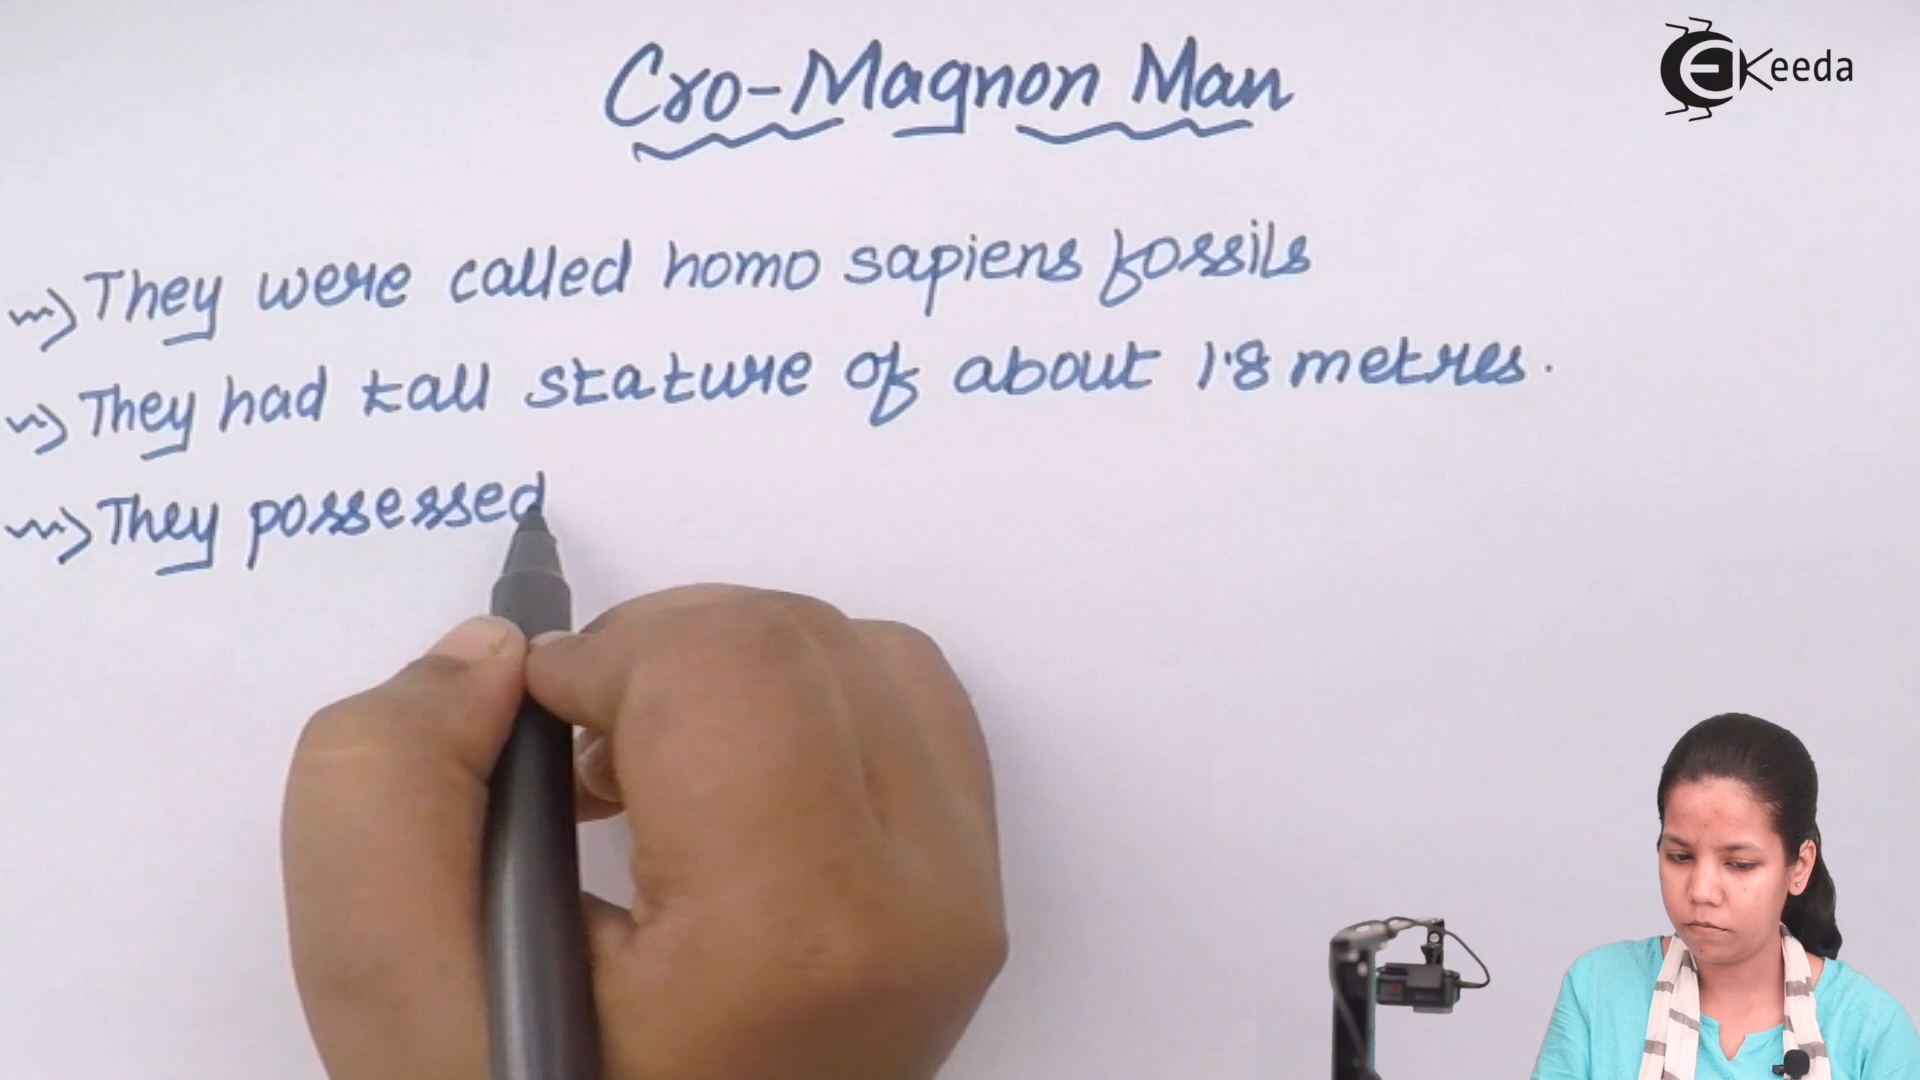 Cro-Magnon Man
EKeeda
They were called homo sapiens fossils
They had tall stature of about 1.8 metres.
They possessed